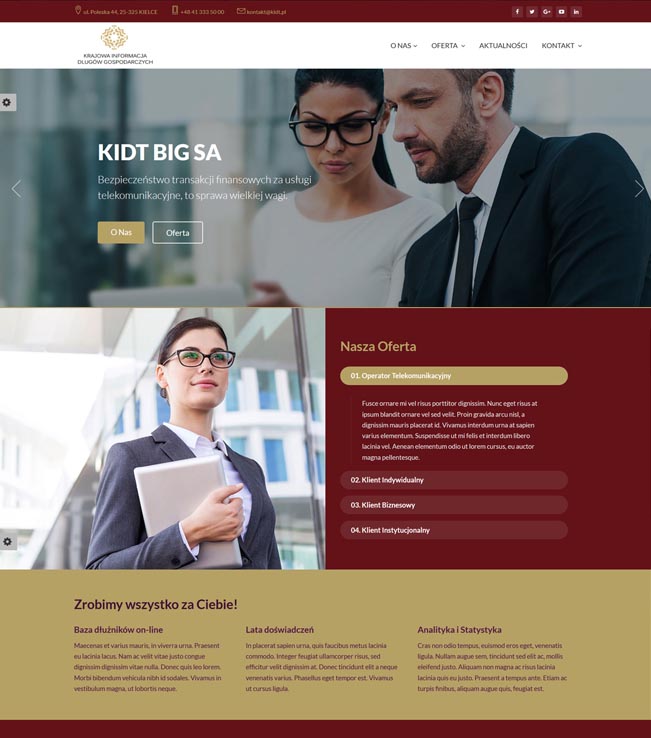 ul. Poleska 44, 25-325 KIELCE
+48 41 333 50 00
kontakt@kidt.pl
KRAJOWA INFORMACJA
DŁUGÓW GOSPODARCZYCH
O NAS
OFERTA
AKTUALNOŚCI
KONTAKT
KIDT BIG SA
Bezpieczeństwo transakcji finansowych za usługi
telekomunikacyjne, to sprawa wielkiej wagi.
O Nas
Oferta
Nasza Oferta
01. Operator Telekomunikacyjny
Fusce ornare mi vel risus porttitor dignissim. Nunc eget risus at
ipsum blandit ornare vel sed velit. Proin gravida arcu nisl, a
dignissim mauris placerat id. Vivamus interdum urna at sapien
varius elementum. Suspendisse ut mi felis et interdum libero
lacinia vel. Aenean elementum odio ut lorem cursus, eu auctor
magna pellentesque.
02. Klient Indywidualny
03. Klient Biznesowy
04. Klient Instytucjonalny
Zrobimy wszystko za Ciebie!
Baza dłużników on-line
Maecenas et varius mauris, in viverra urna. Praesent
eu lacinia lacus. Nam ac velit vitae justo congue
dignissim dignissim vitae nulla. Donec quis leo lorem.
Morbi bibendum vehicula nibh id sodales. Vivamus in
vestibulum magna, ut lobortis neque.
Lata doświadczeń
In placerat sapien urna, quis faucibus metus lacinia
commodo. Integer feugiat ullamcorper risus, sed
efficitur velit dignissim at. Donec tincidunt elit a neque
venenatis varius. Phasellus eget tempor est. Vivamus
ut cursus ligula.
Analityka i Statystyka
Cras non odio tempus, euismod eros eget, venenatis
ligula. Nullam augue sem, tincidunt sed elit ac, mollis
eleifend justo. Aliquam non magna ac risus lacinia
lacinia quis eu justo. Praesent a tempus ante. Etiam ac
turpis finibus, aliquam augue quis, feugiat est.